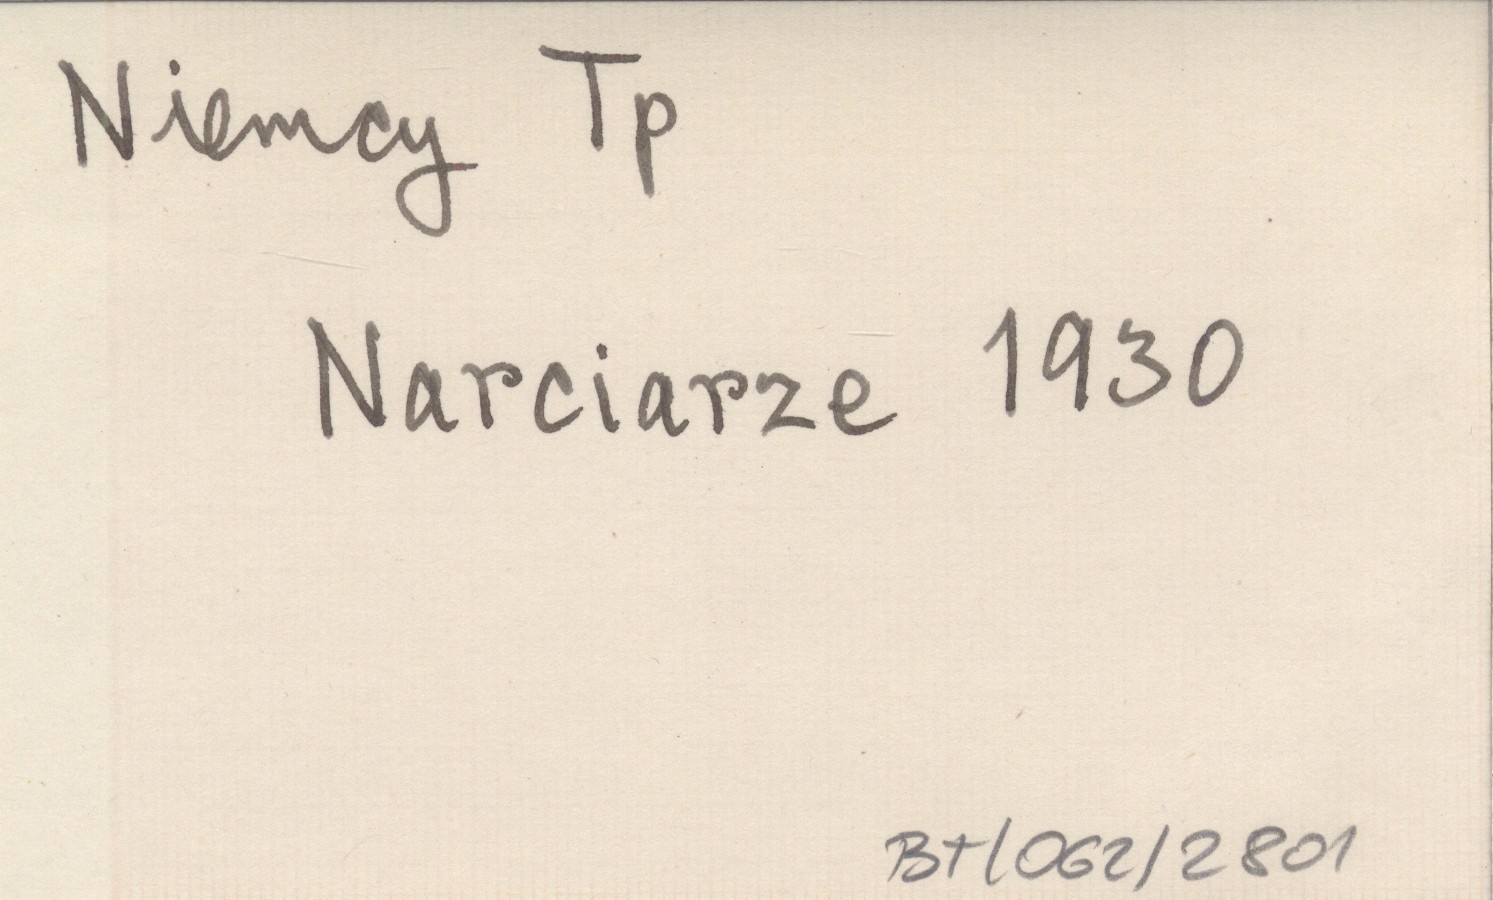 Niemcy Tp
Narciarze 1930
BT/062/2801